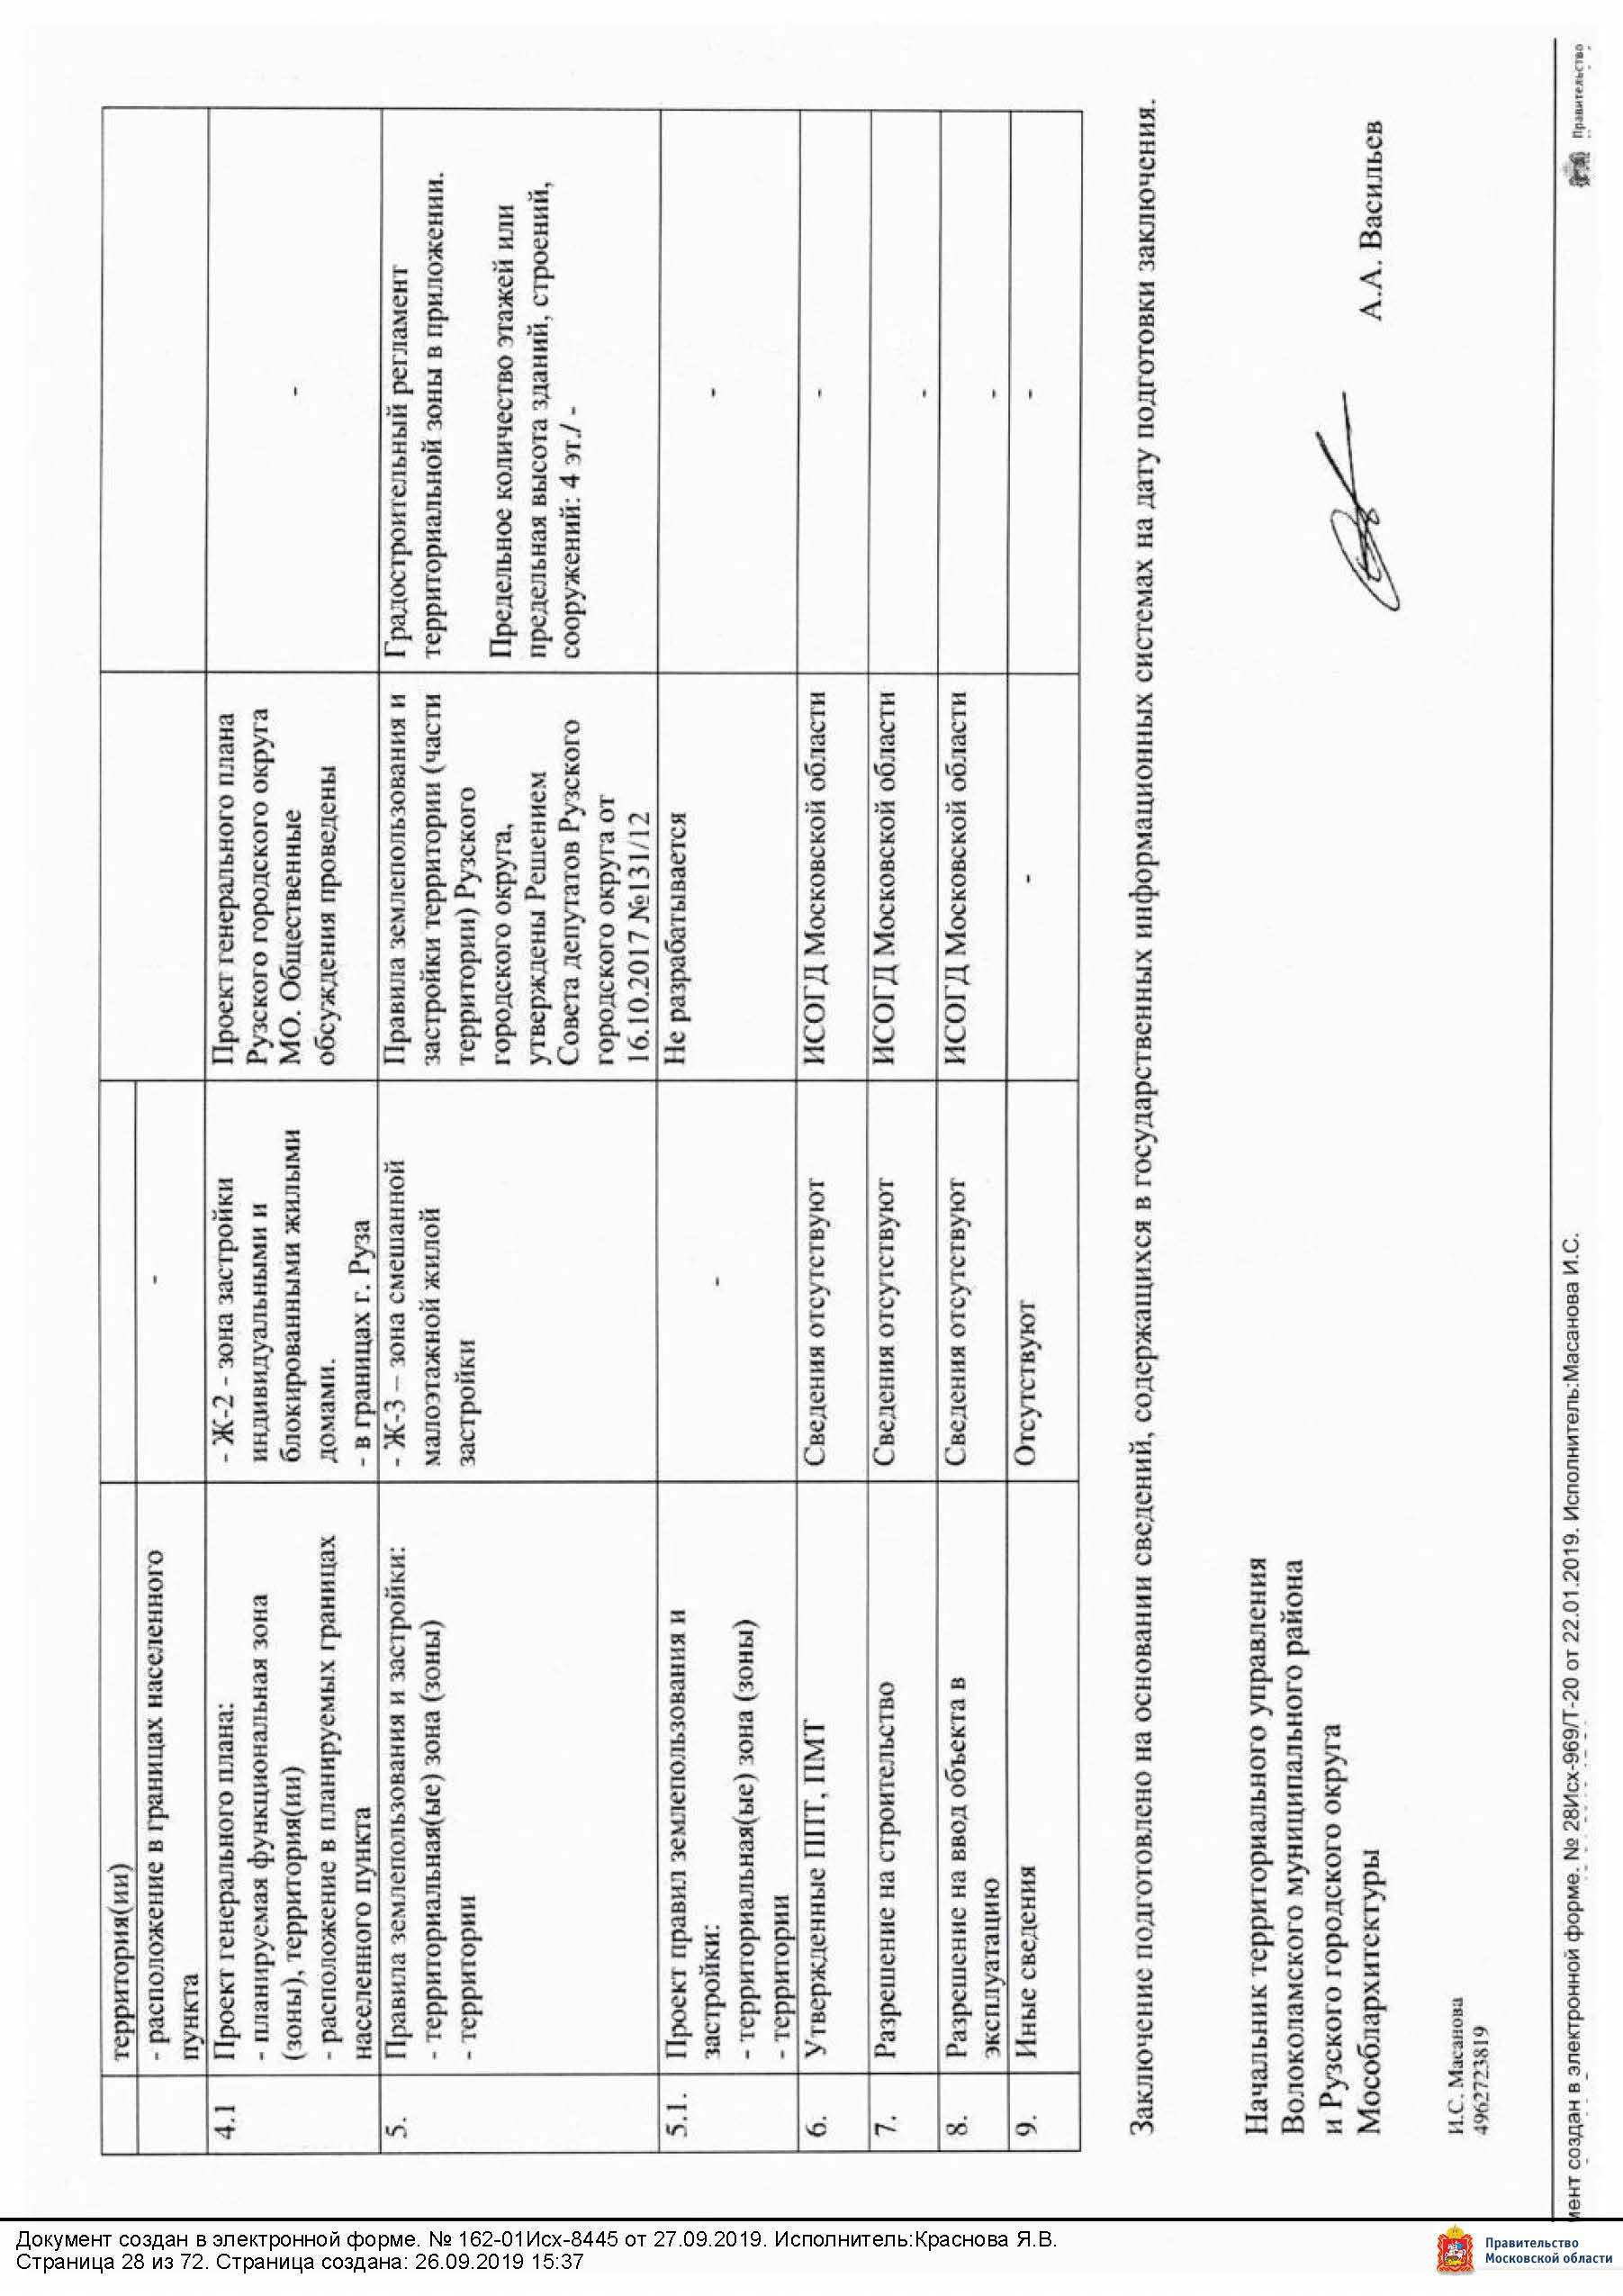 территория(ии)
- расположение в границах населенного
пункта
-
4.1
Проект генерального плана:
- планируемая функциональная зона
(зоны), территория(ии)
- расположение в планируемых границах
населенного пункта
- Ж-2 - зона застройки
индивидуальными и
блокированными жилыми
домами.
- в границах г. Руза
Проект генерального плана
Рузского городского округа
МО. Общественные
обсуждения проведены
-
5.
Правила землепользования и застройки:
- территориальная(ые) зона (зоны)
- территории
- Ж-3 – зона смешанной
малоэтажной жилой
застройки
Правила землепользования и
застройки территории (части
территории) Рузского
городского округа,
утверждены Решением
Совета депутатов Рузского
городского округа от
16.10.2017 №131/12
Градостроительный регламент
территориальной зоны в приложении.
Предельное количество этажей или
предельная высота зданий, строений,
сооружений: 4 эт./ -
5.1.
Проект правил землепользования и
застройки:
- территориальная(ые) зона (зоны)
- территории
-
Не разрабатывается
-
6.
Утвержденные ППТ, ПМТ
Сведения отсутствуют
ИСОГД Московской области
-
7.
Разрешение на строительство
Сведения отсутствуют
ИСОГД Московской области
-
8.
Разрешение на ввод объекта в
эксплуатацию
Сведения отсутствуют
ИСОГД Московской области
-
9.
Иные сведения
Отсутствуют
-
-
Заключение подготовлено на основании сведений, содержащихся в государственных информационных системах на дату подготовки заключения.
Начальник территориального управления
Волоколамского муниципального района
и Рузского городского округа
Мособлархитектуры
А.А. Васильев
И.С. Масанова
4962723819
мент создан в электронной форме. № 28Исх-969/Т-20 от 22.01.2019. Исполнитель:Масанова И.С.
Правительство
Документ создан в электронной форме. № 162-01Исх-8445 от 27.09.2019. Исполнитель:Краснова Я.В.
Страница 28 из 72. Страница создана: 26.09.2019 15:37
Правительство
Московской области